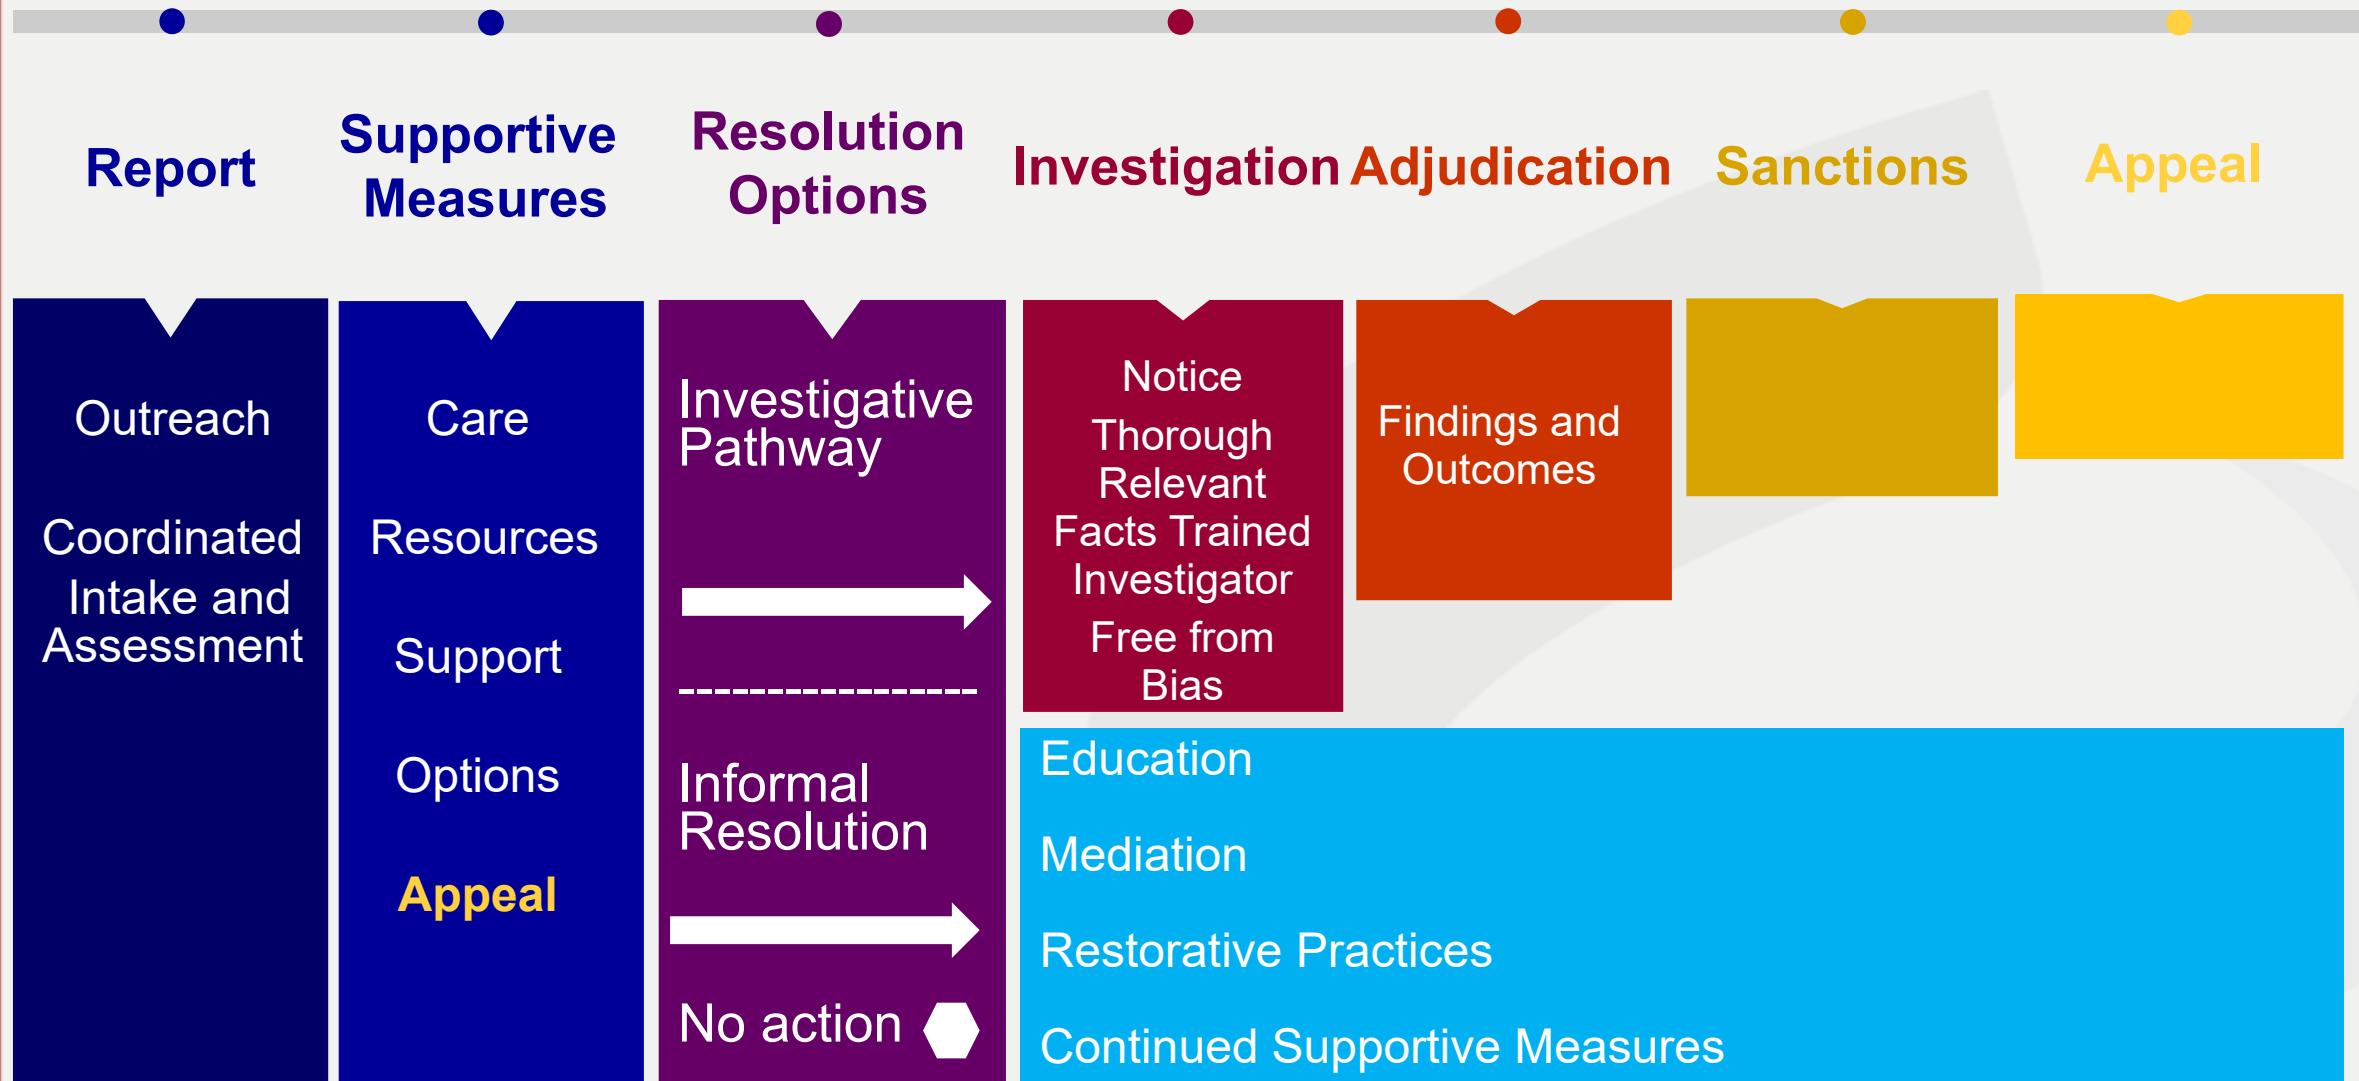 Report
Supportive
Measures
Resolution
Options
Investigation
Adjudication
Sanctions
Appeal
Outreach
Coordinated
Intake and
Assessment
Care
Resources
Support
Options
Appeal
Investigative
Pathway
Informal
Resolution
No action
Notice
Thorough
Relevant
Facts Trained
Investigator
Free from
Bias
Findings and
Outcomes
Education
Mediation
Restorative Practices
Continued Supportive Measures